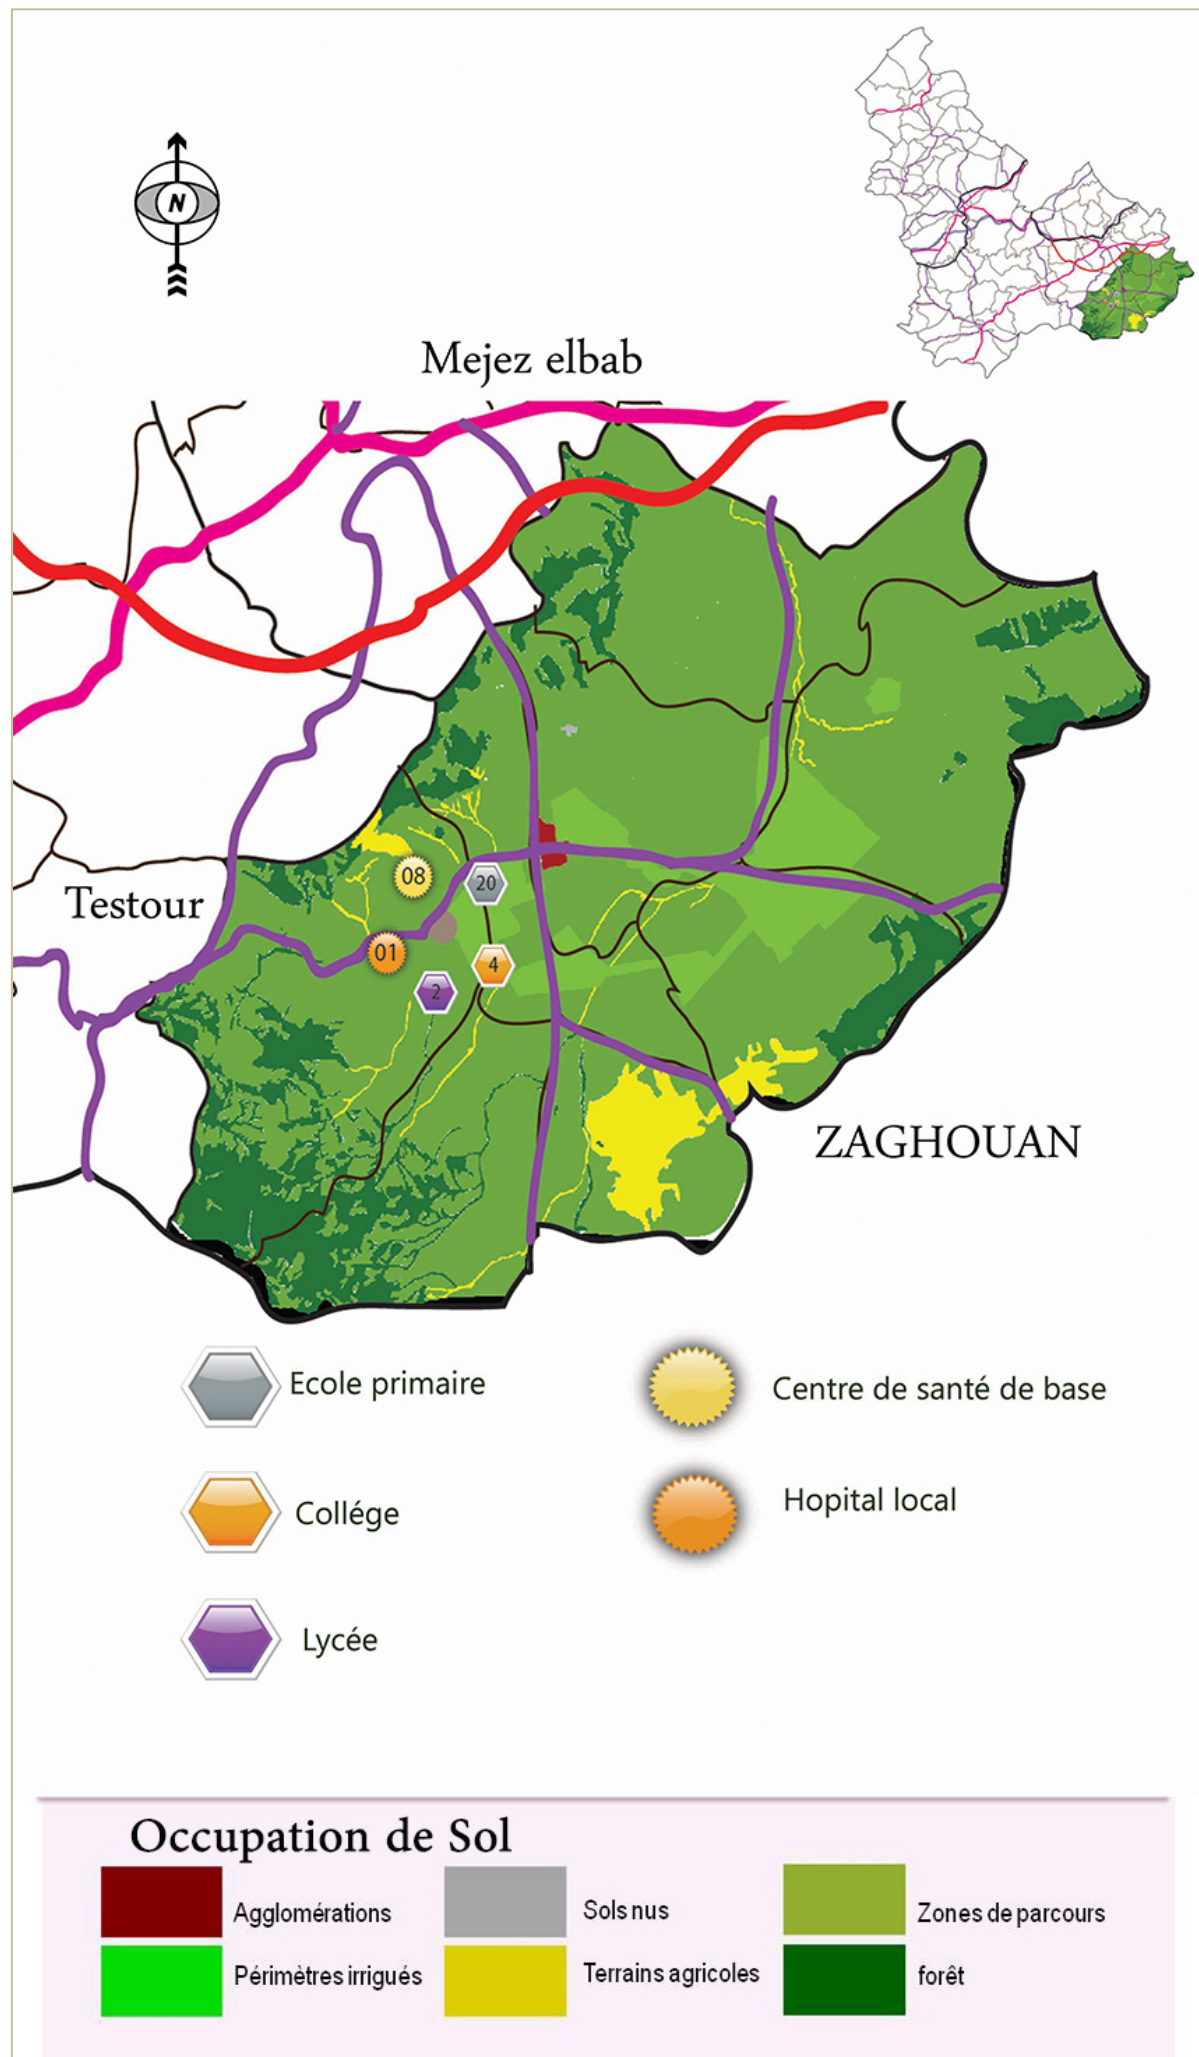 N
Mejez elbab
Testour
08
20
01
4
2
ZAGHOUAN
Ecole primaire
Centre de santé de base
Collége
Hopital local
Lycée
Occupation de Sol
Agglomérations
Sols nus
Zones de parcours
Périmètres irrigués
Terrains agricoles
forêt